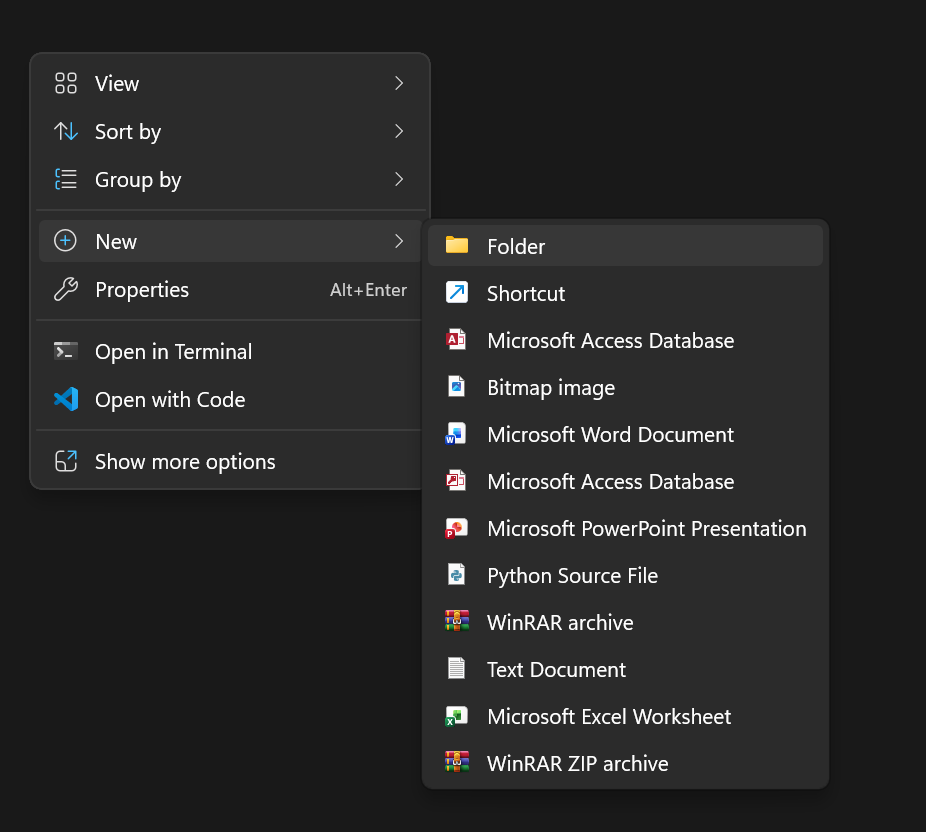 View
Sort by
Group by
New
Properties Alt+Enter
Open in Terminal
Open with Code
Show more options
Folder
Shortcut
Microsoft Access Database
Bitmap image
Microsoft Word Document
Microsoft Access Database
Microsoft PowerPoint Presentation
Python Source File
WinRAR archive
Text Document
Microsoft Excel Worksheet
WinRAR ZIP archive